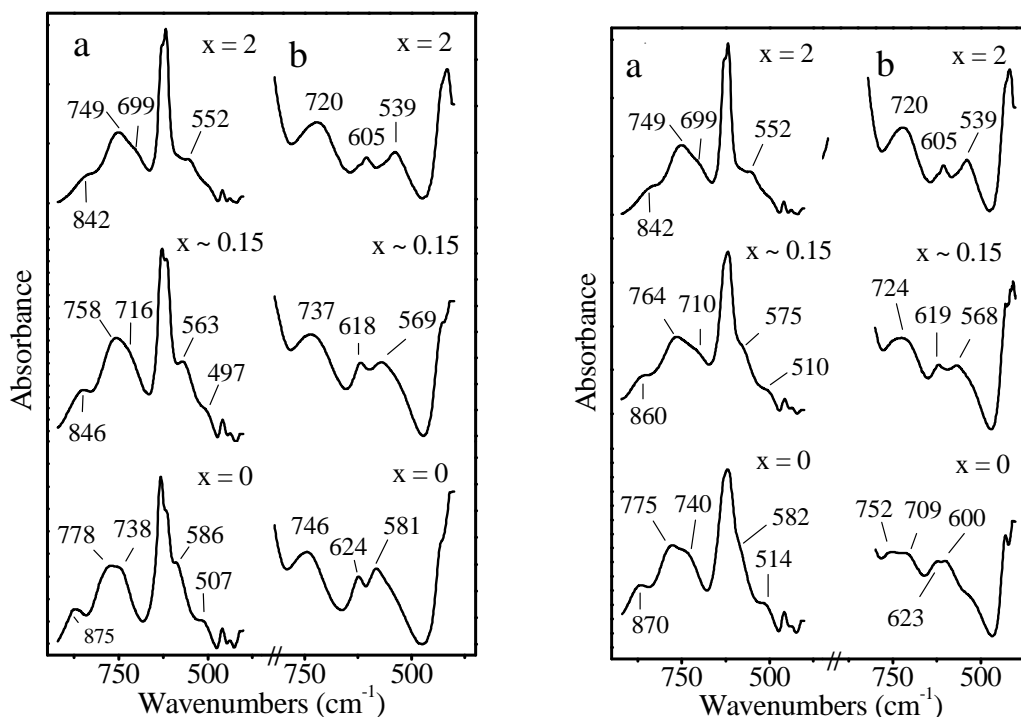 a
x = 2
b
x = 2
749
699
552
842
720
605
539
x ~ 0.15
x ~ 0.15
758
716
563
497
846
737
618
569
x = 0
x = 0
778
738
586
507
875
746
624
581
750
500
750
500
Absorbance
Wavenumbers (cm-1)
a
x = 2
b
x = 2
749
699
552
842
720
605
539
x ~ 0.15
x ~ 0.15
764
710
575
510
860
724
619
568
x = 0
x = 0
775
740
582
514
870
752
709
600
623
750
500
750
500
Absorbance
Wavenumbers (cm-1)